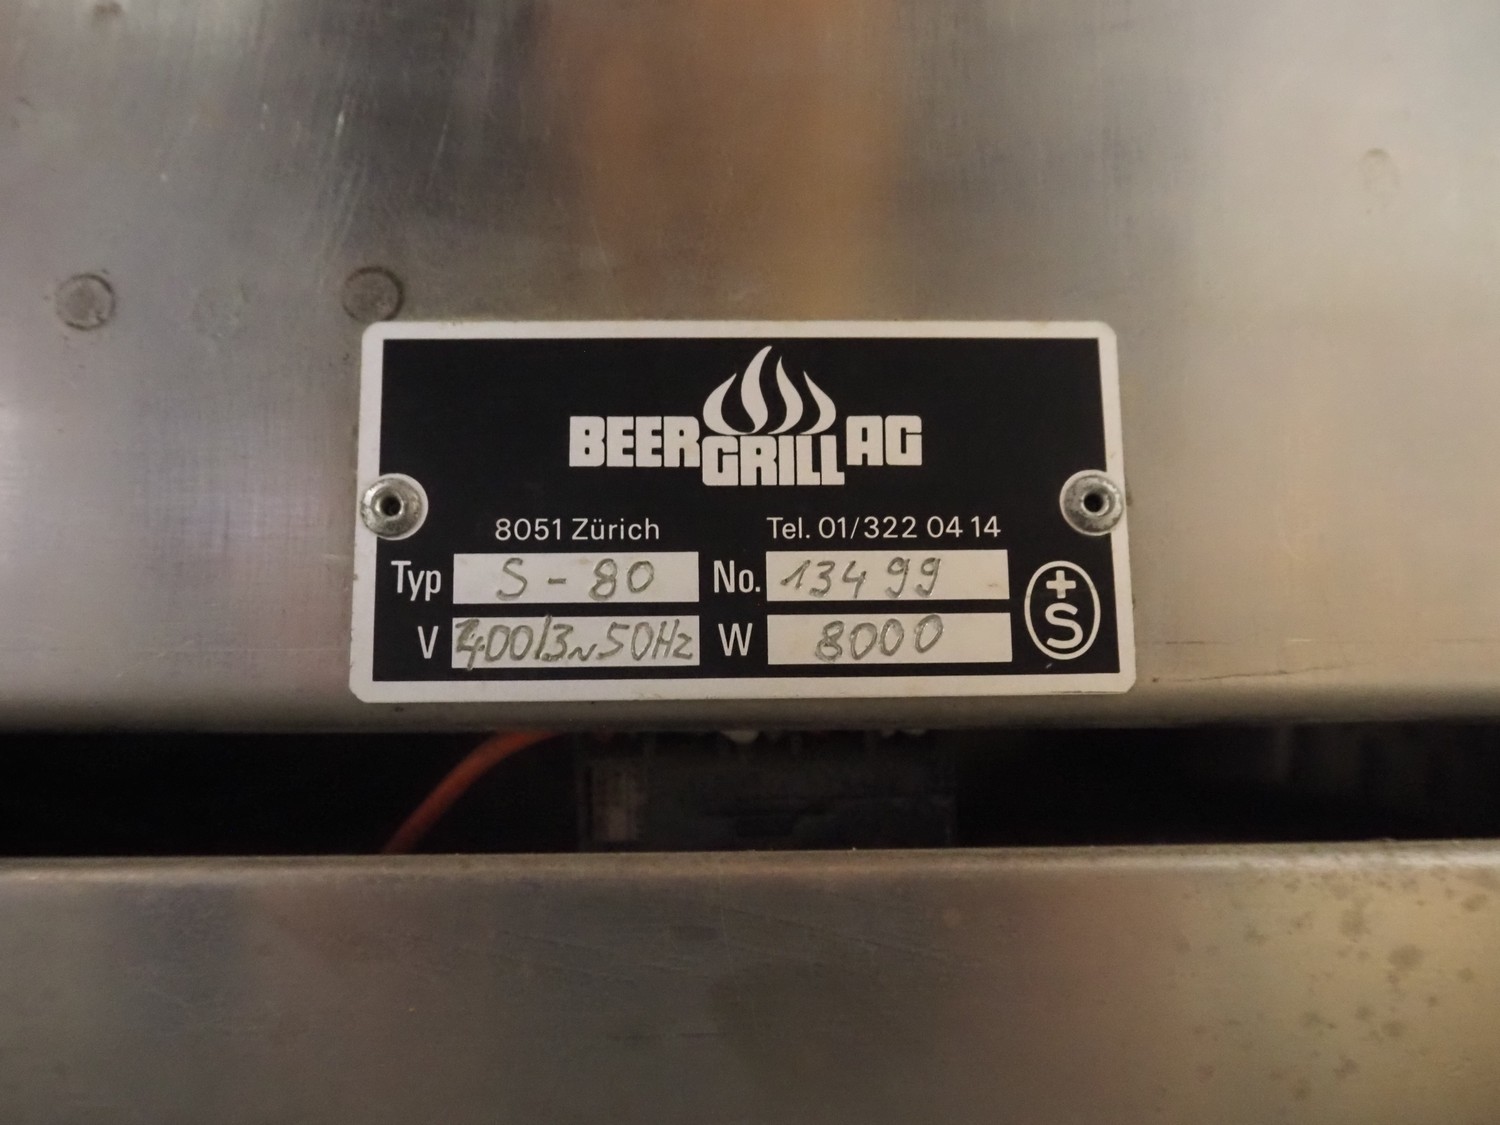 BEER GRILL AG
8051 Zürich Tel. 01/322 04 14
Typ S-80 No. 13499
V 400/3~50Hz W 8000
+S